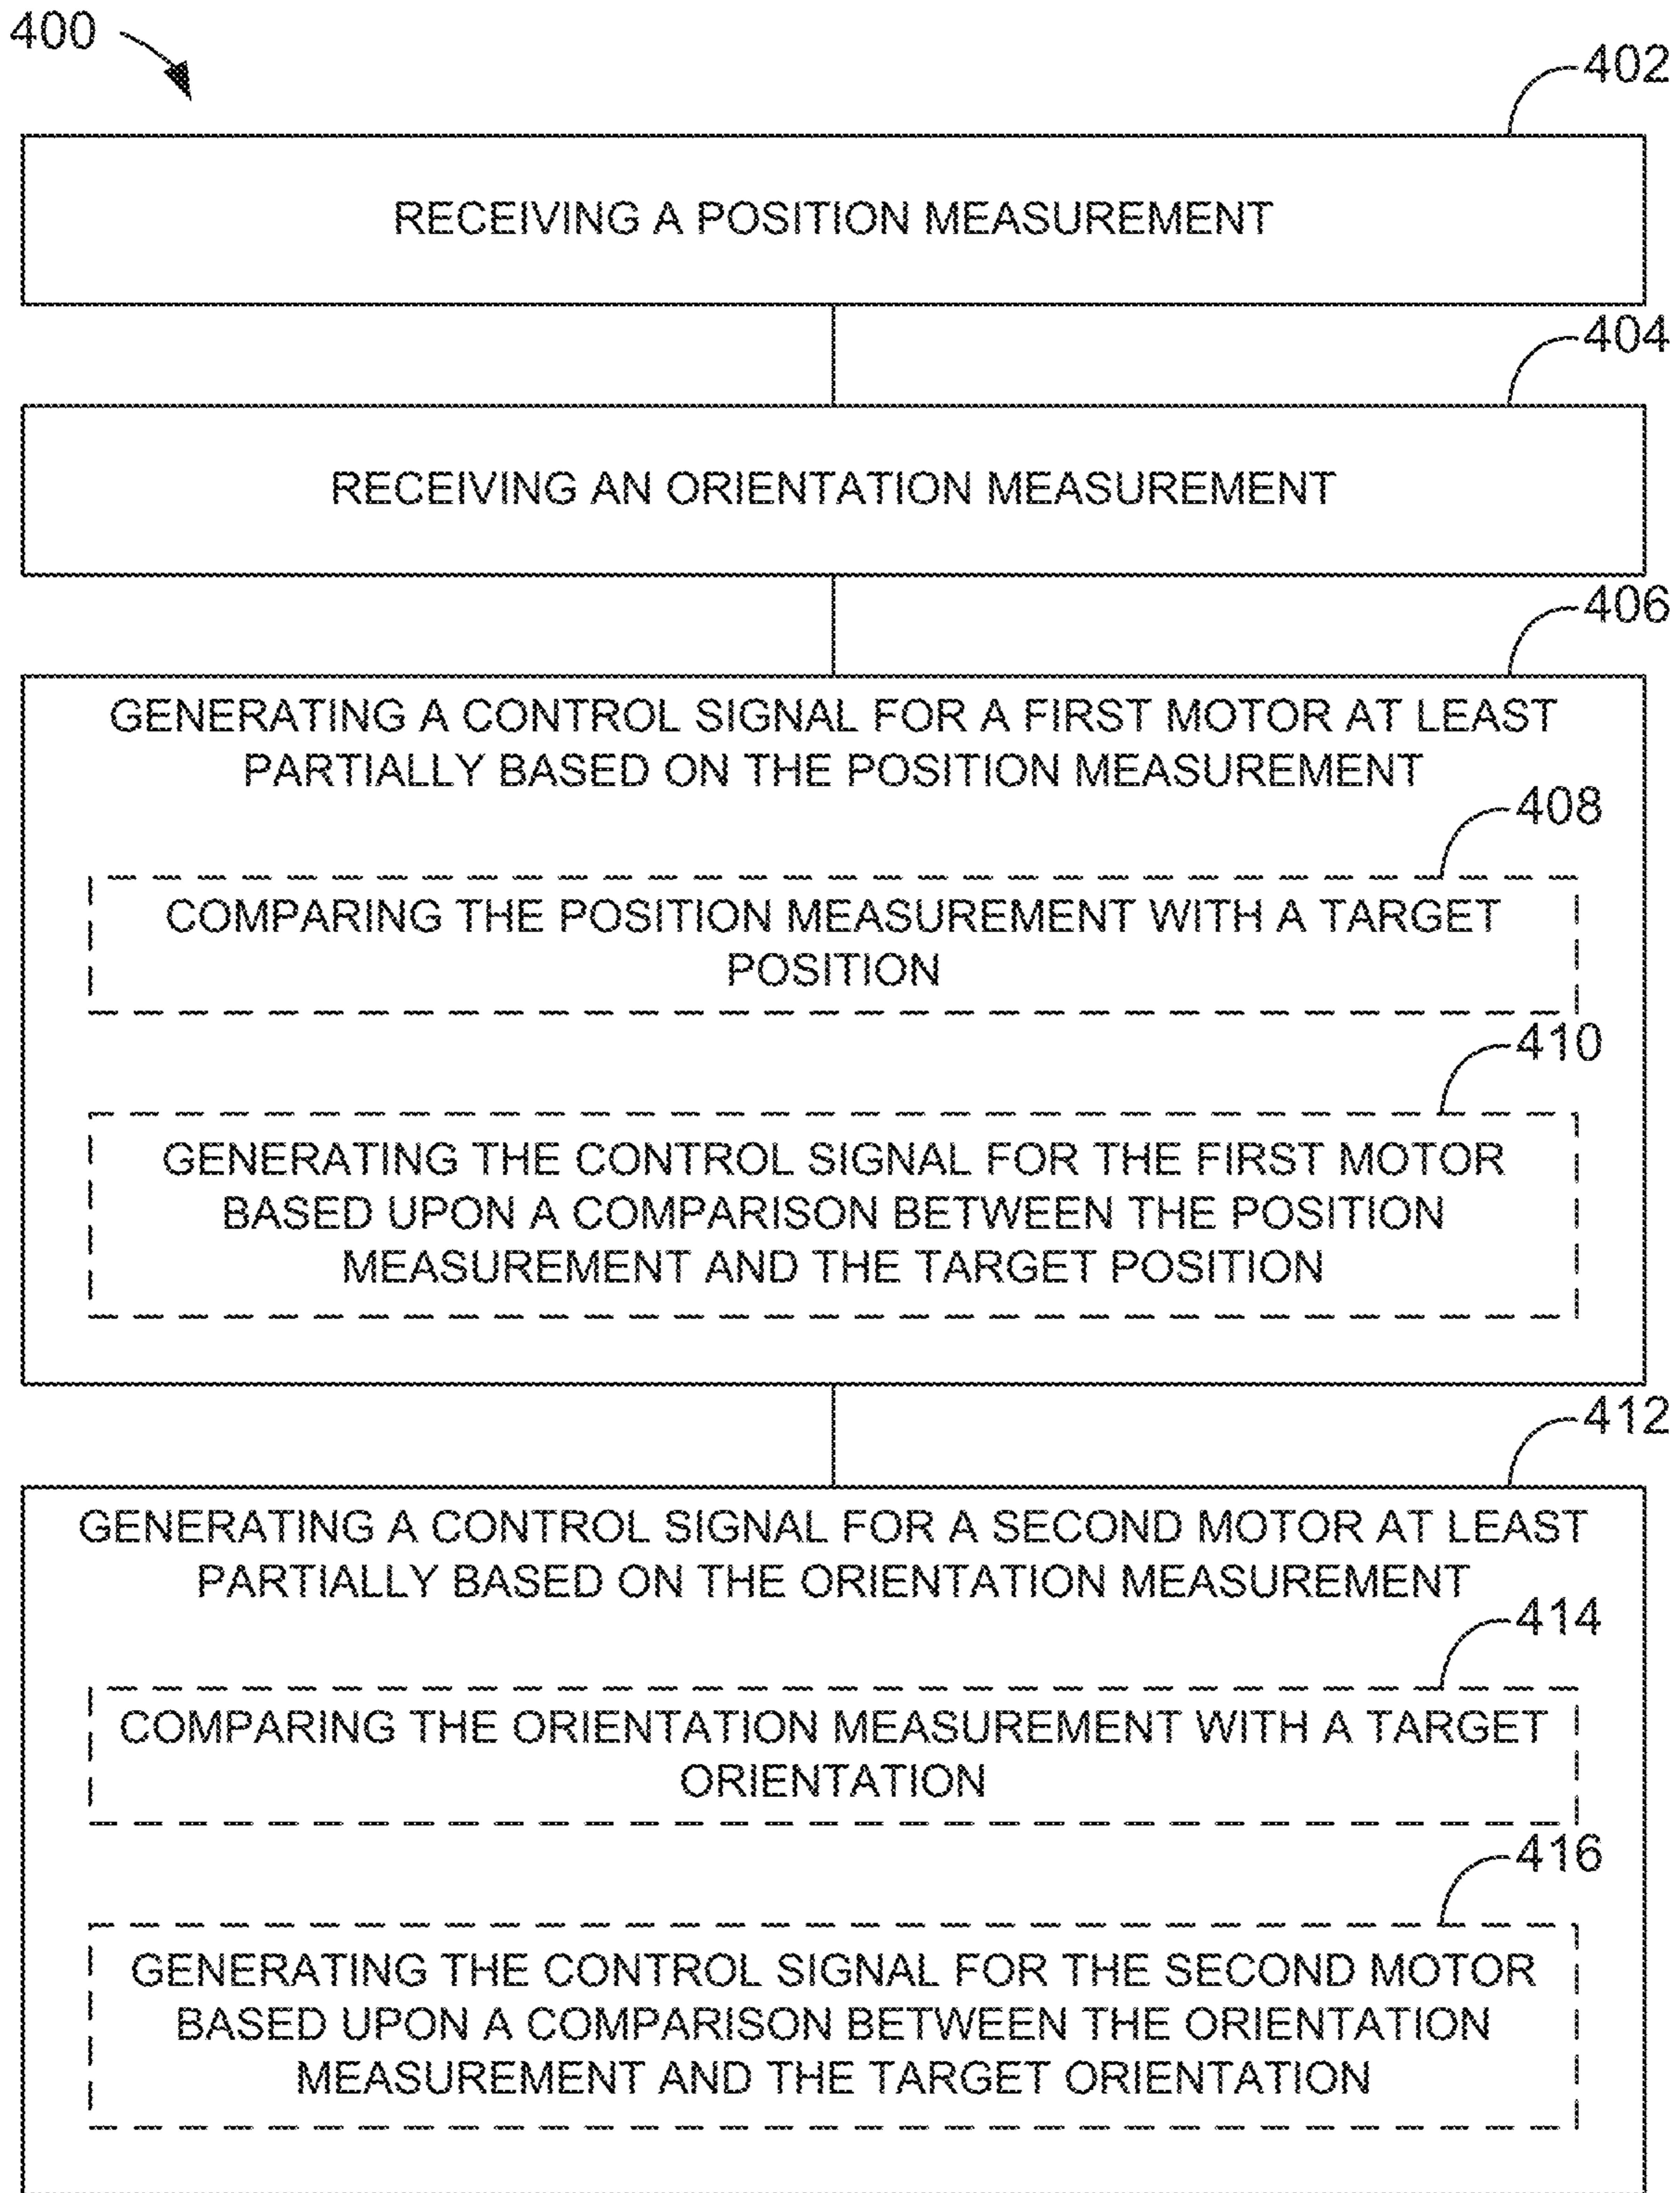 400
402
RECEIVING A POSITION MEASUREMENT
404
RECEIVING AN ORIENTATION MEASUREMENT
406
GENERATING A CONTROL SIGNAL FOR A FIRST MOTOR AT LEAST
PARTIALLY BASED ON THE POSITION MEASUREMENT
408
COMPARING THE POSITION MEASUREMENT WITH A TARGET
POSITION
410
GENERATING THE CONTROL SIGNAL FOR THE FIRST MOTOR
BASED UPON A COMPARISON BETWEEN THE POSITION
MEASUREMENT AND THE TARGET POSITION
412
GENERATING A CONTROL SIGNAL FOR A SECOND MOTOR AT LEAST
PARTIALLY BASED ON THE ORIENTATION MEASUREMENT
414
COMPARING THE ORIENTATION MEASUREMENT WITH A TARGET
ORIENTATION
416
GENERATING THE CONTROL SIGNAL FOR THE SECOND MOTOR
BASED UPON A COMPARISON BETWEEN THE ORIENTATION
MEASUREMENT AND THE TARGET ORIENTATION